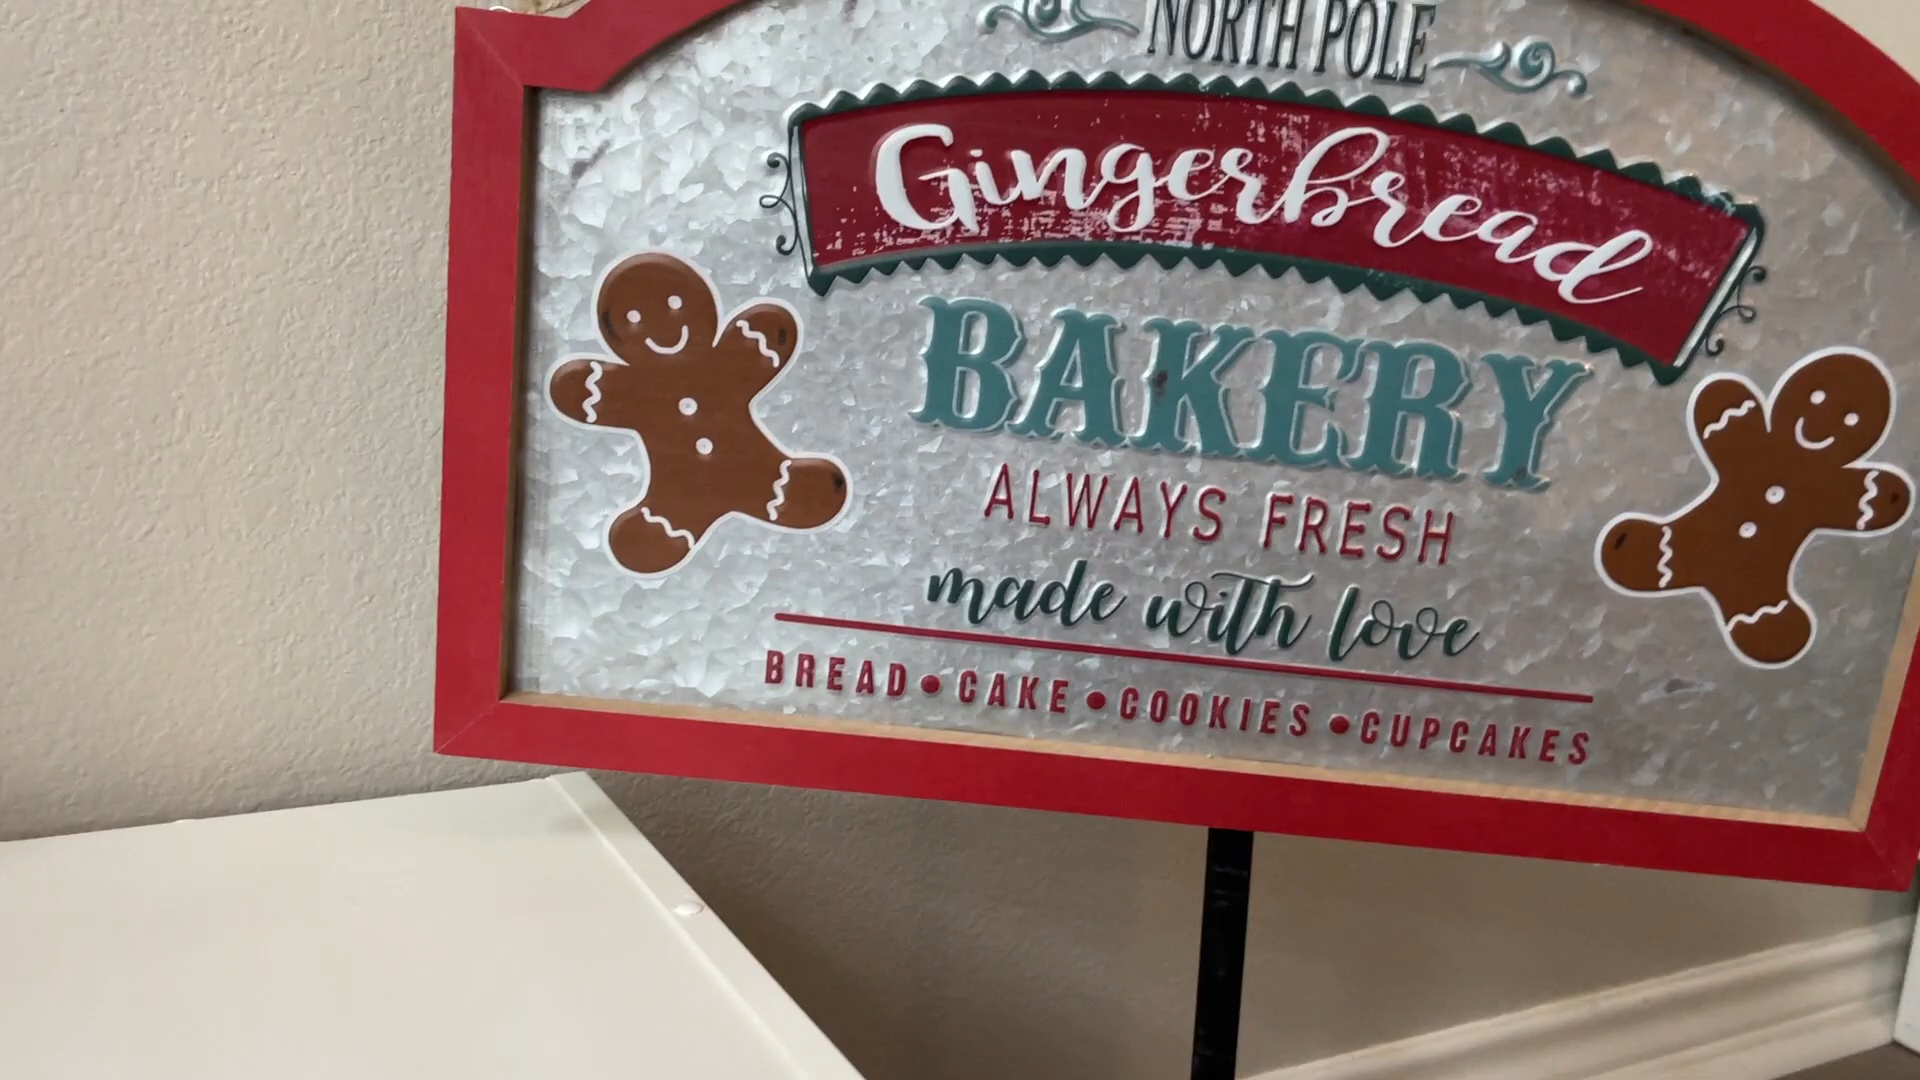 NORTH POLE
Gingerbread
BAKERY
ALWAYS FRESH
made with love
BREAD•CAKE•COOKIES•CUPCAKES